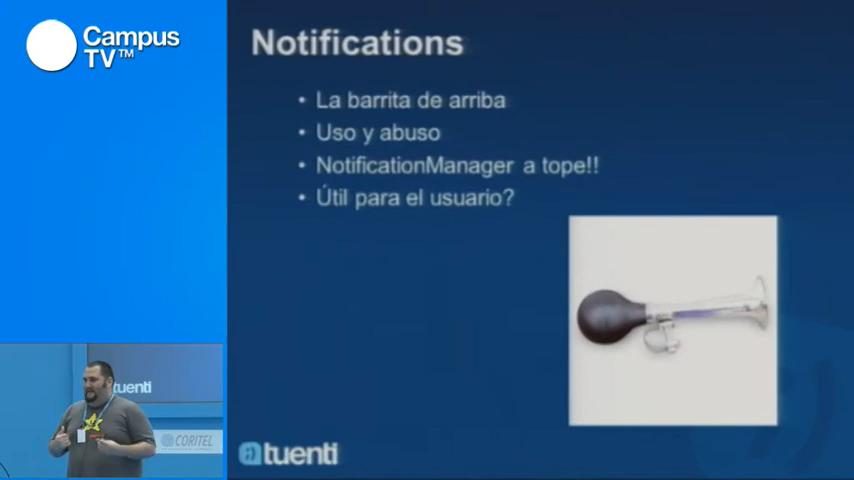 Campus
TV™
Notifications
• La barrita de arriba
• Uso y abuso
• NotificationManager a tope!!
• Útil para el usuario?
tuenti
CORITEL
tuenti